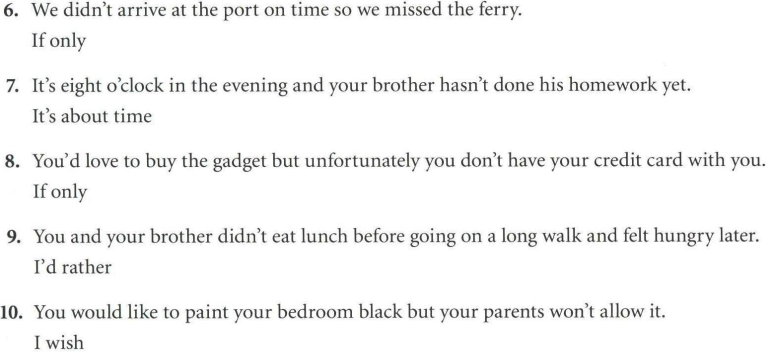 6. We didn't arrive at the port on time so we missed the ferry.
If only
7. It's eight o'clock in the evening and your brother hasn't done his homework yet.
It's about time
8. You'd love to buy the gadget but unfortunately you don't have your credit card with you.
If only
9. You and your brother didn't eat lunch before going on a long walk and felt hungry later.
I'd rather
10. You would like to paint your bedroom black but your parents won't allow it.
I wish